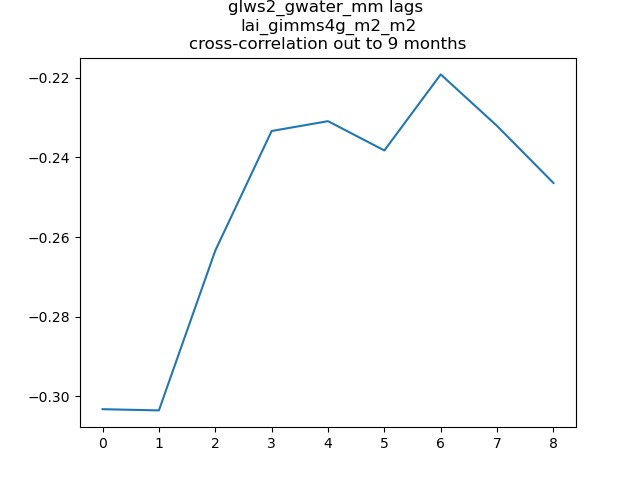 glws2_gwater_mm lags
lai_gimms4g_m2_m2
cross-correlation out to 9 months
−0.22
−0.24
−0.26
−0.28
−0.30
0 1 2 3 4 5 6 7 8